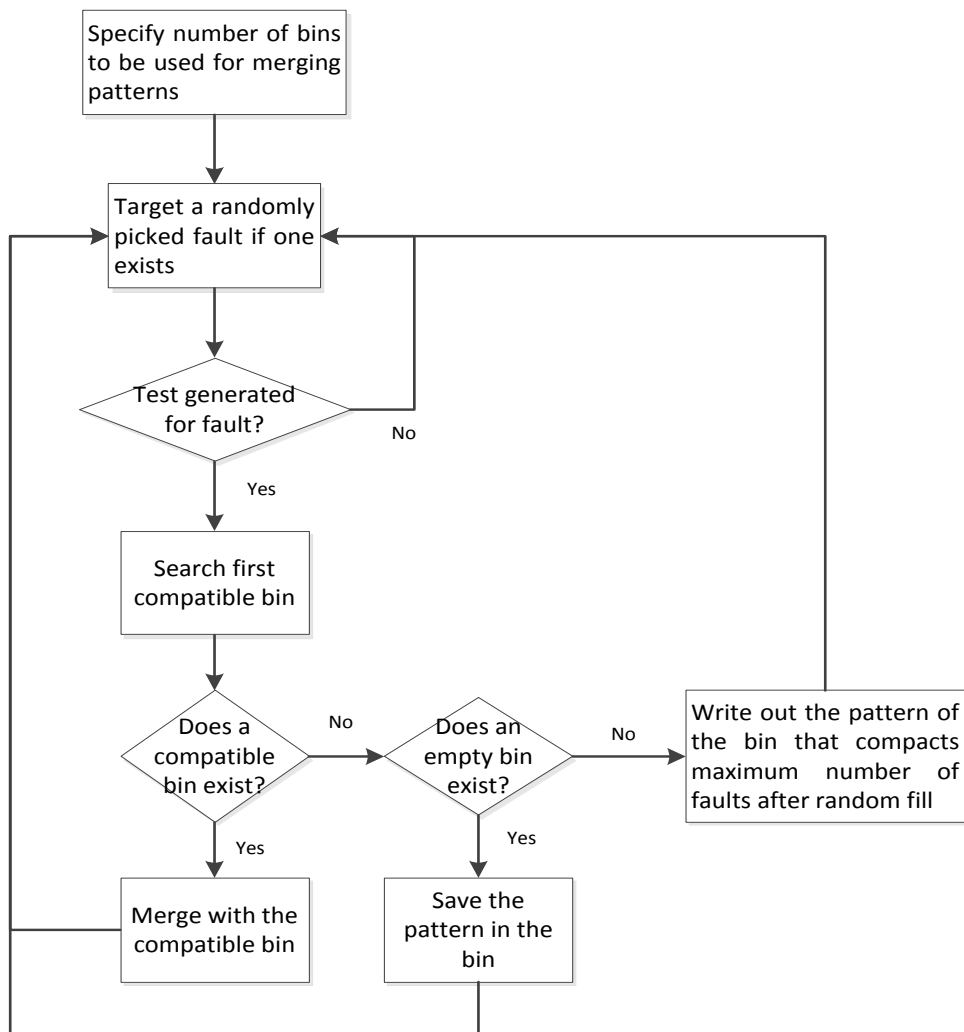 Specify number of bins
to be used for merging
patterns
Target a randomly
picked fault if one
exists
Test generated
for fault?
No
Yes
Search first
compatible bin
Does a
compatible
bin exist?
No
Does an
empty bin
exist?
No
Write out the pattern of
the bin that compacts
maximum number of
faults after random fill
Yes
Yes
Merge with the
compatible bin
Save the
pattern in the
bin